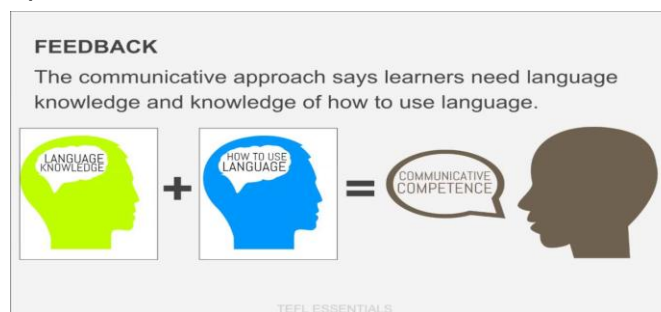 FEEDBACK
The communicative approach says learners need language
knowledge and knowledge of how to use language.
LANGUAGE
KNOWLEDGE
+
HOW TO USE
LANGUAGE
=
COMMUNICATIVE
COMPETENCE
TEFL ESSENTIALS